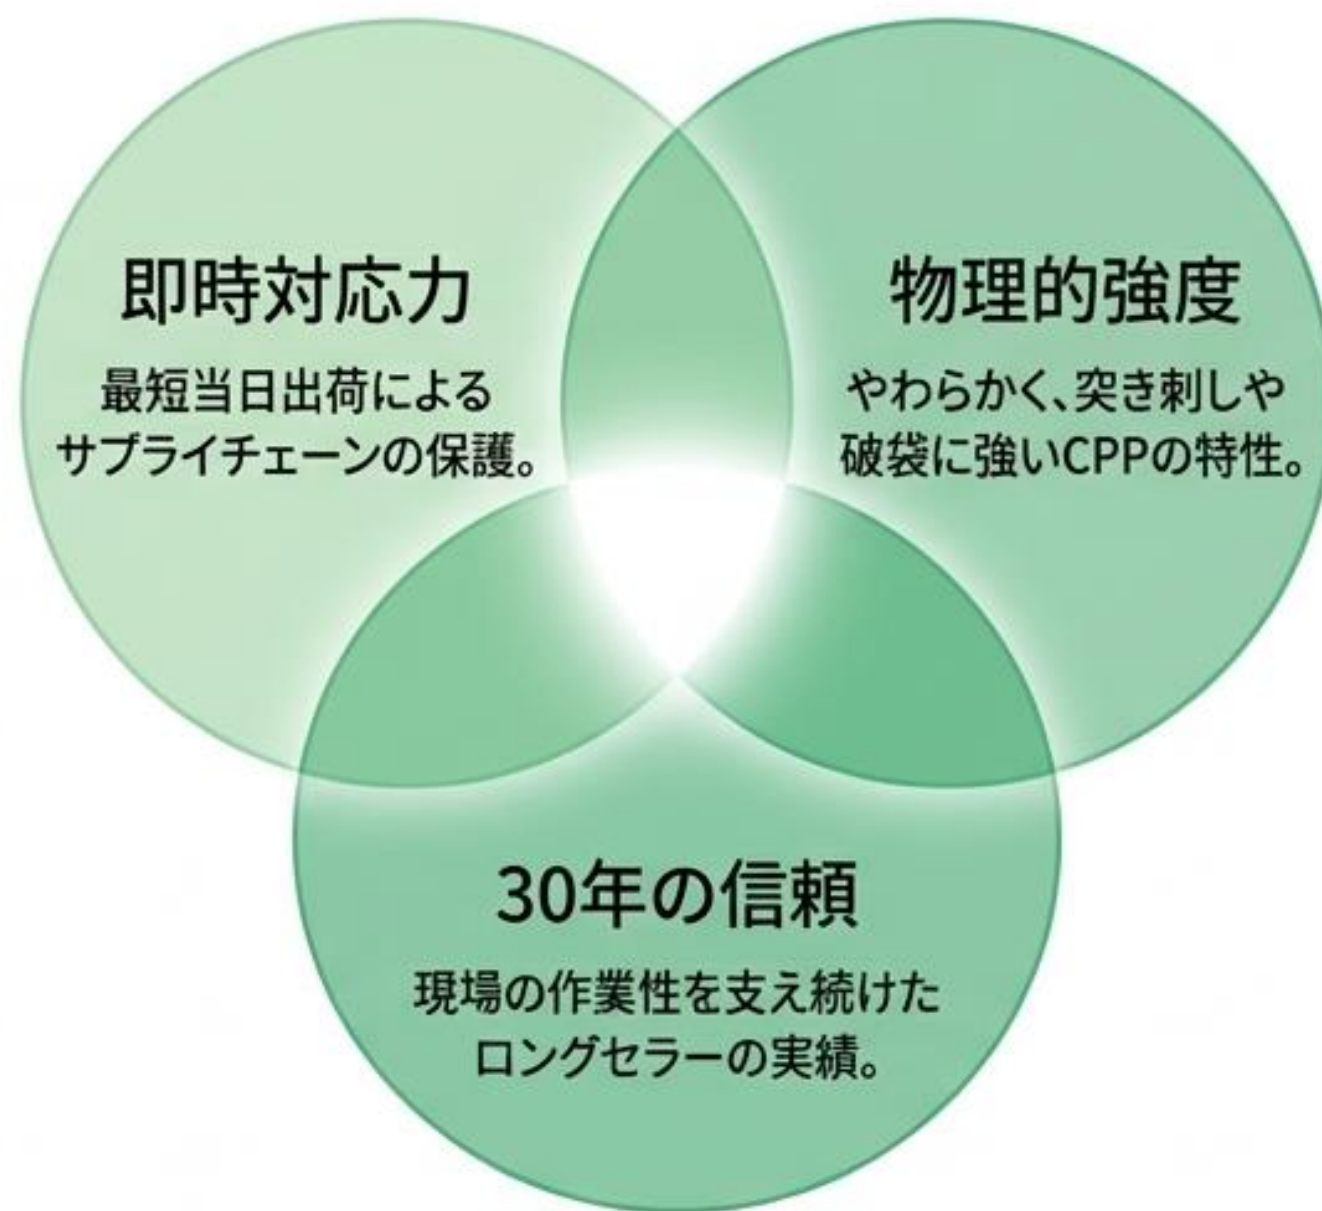 即時対応力
最短当日出荷による
サプライチェーンの保護。
物理的強度
やわらかく、突き刺しや
破袋に強いCPPの特性。
30年の信頼
現場の作業性を支え続けた
ロングセラーの実績。